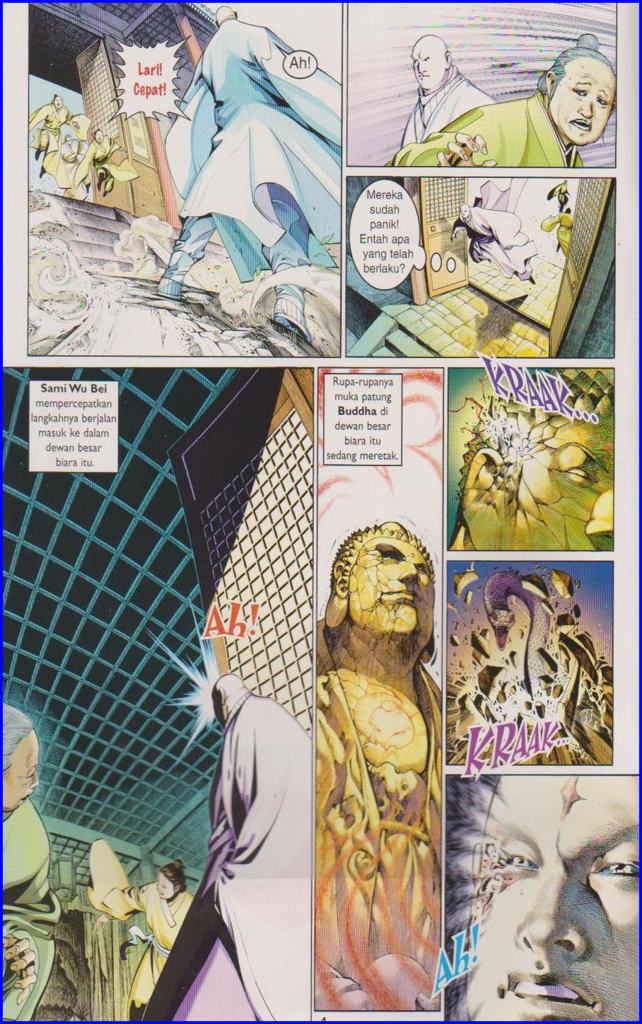 Lari!
Cepat!
Ah!
Mereka
sudah
panik!
Entah apa
yang telah
berlaku?
Sami Wu Bei
mempercepatkan
langkahnya berjalan
masuk ke dalam
dewan besar
biara itu.
Ah!
Rupa-rupanya
muka patung
Buddha di
dewan besar
biara itu
sedang meretak.
KRAAK...
KRAAK...
Ah!